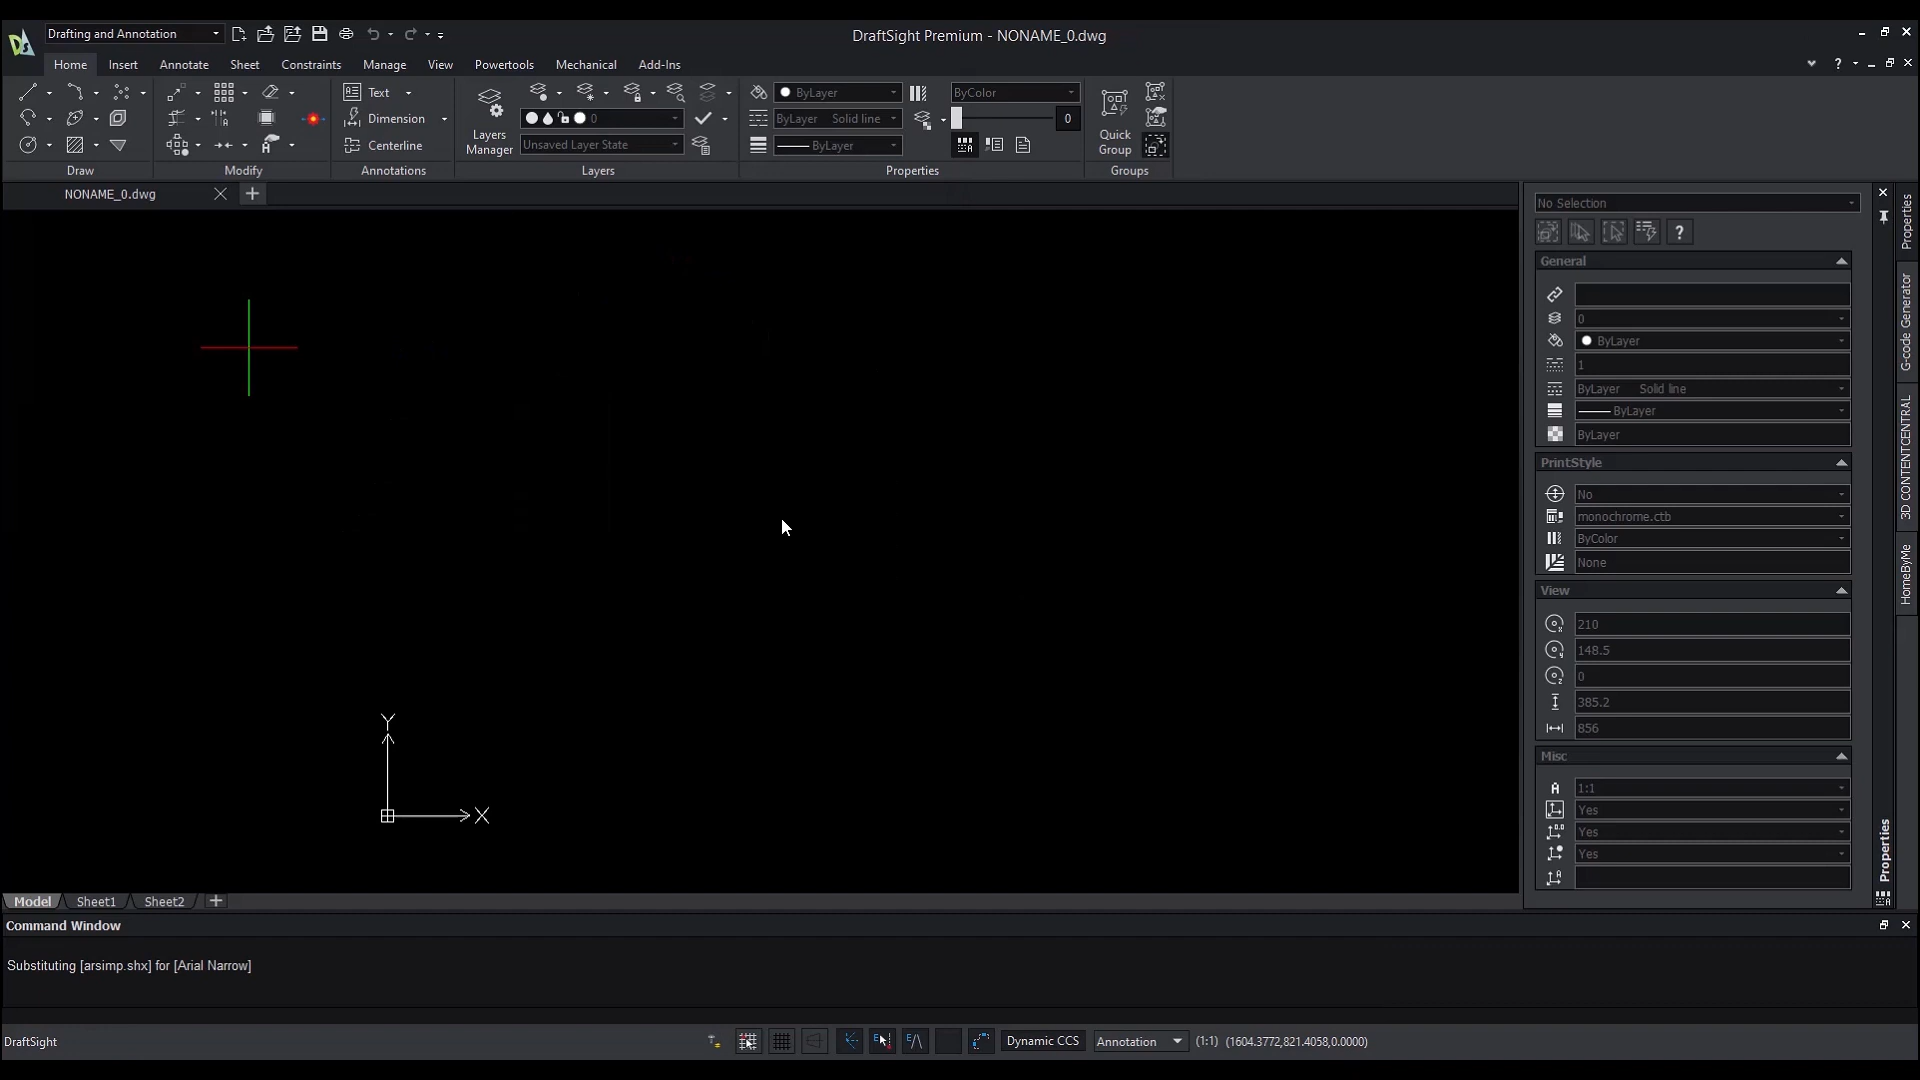 Drafting and Annotation
DraftSight Premium - NONAME_0.dwg
Home Insert Annotate Sheet Constraints Manage View Powertools Mechanical Add-Ins
?
Text
Dimension
Centerline
Layers
Manager
0
Unsaved Layer State
ByLayer
ByLayer Solid line
ByLayer
ByColor
0
Quick
Group
Draw Modify Annotations Layers Properties Groups
NONAME_0.dwg
No Selection
?
General
0
ByLayer
1
ByLayer Solid line
ByLayer
ByLayer
PrintStyle
No
monochrome.ctb
ByColor
None
View
210
148.5
0
385.2
856
Misc
1:1
Yes
Yes
Yes
Properties
Properties
G-code Generator
3D CONTENTCENTRAL
HomeByMe
Y
X
Model Sheet1 Sheet2
Command Window
Substituting [arsimp.shx] for [Arial Narrow]
DraftSight
Dynamic CCS
Annotation
(1:1) (1604.3772,821.4058,0.0000)